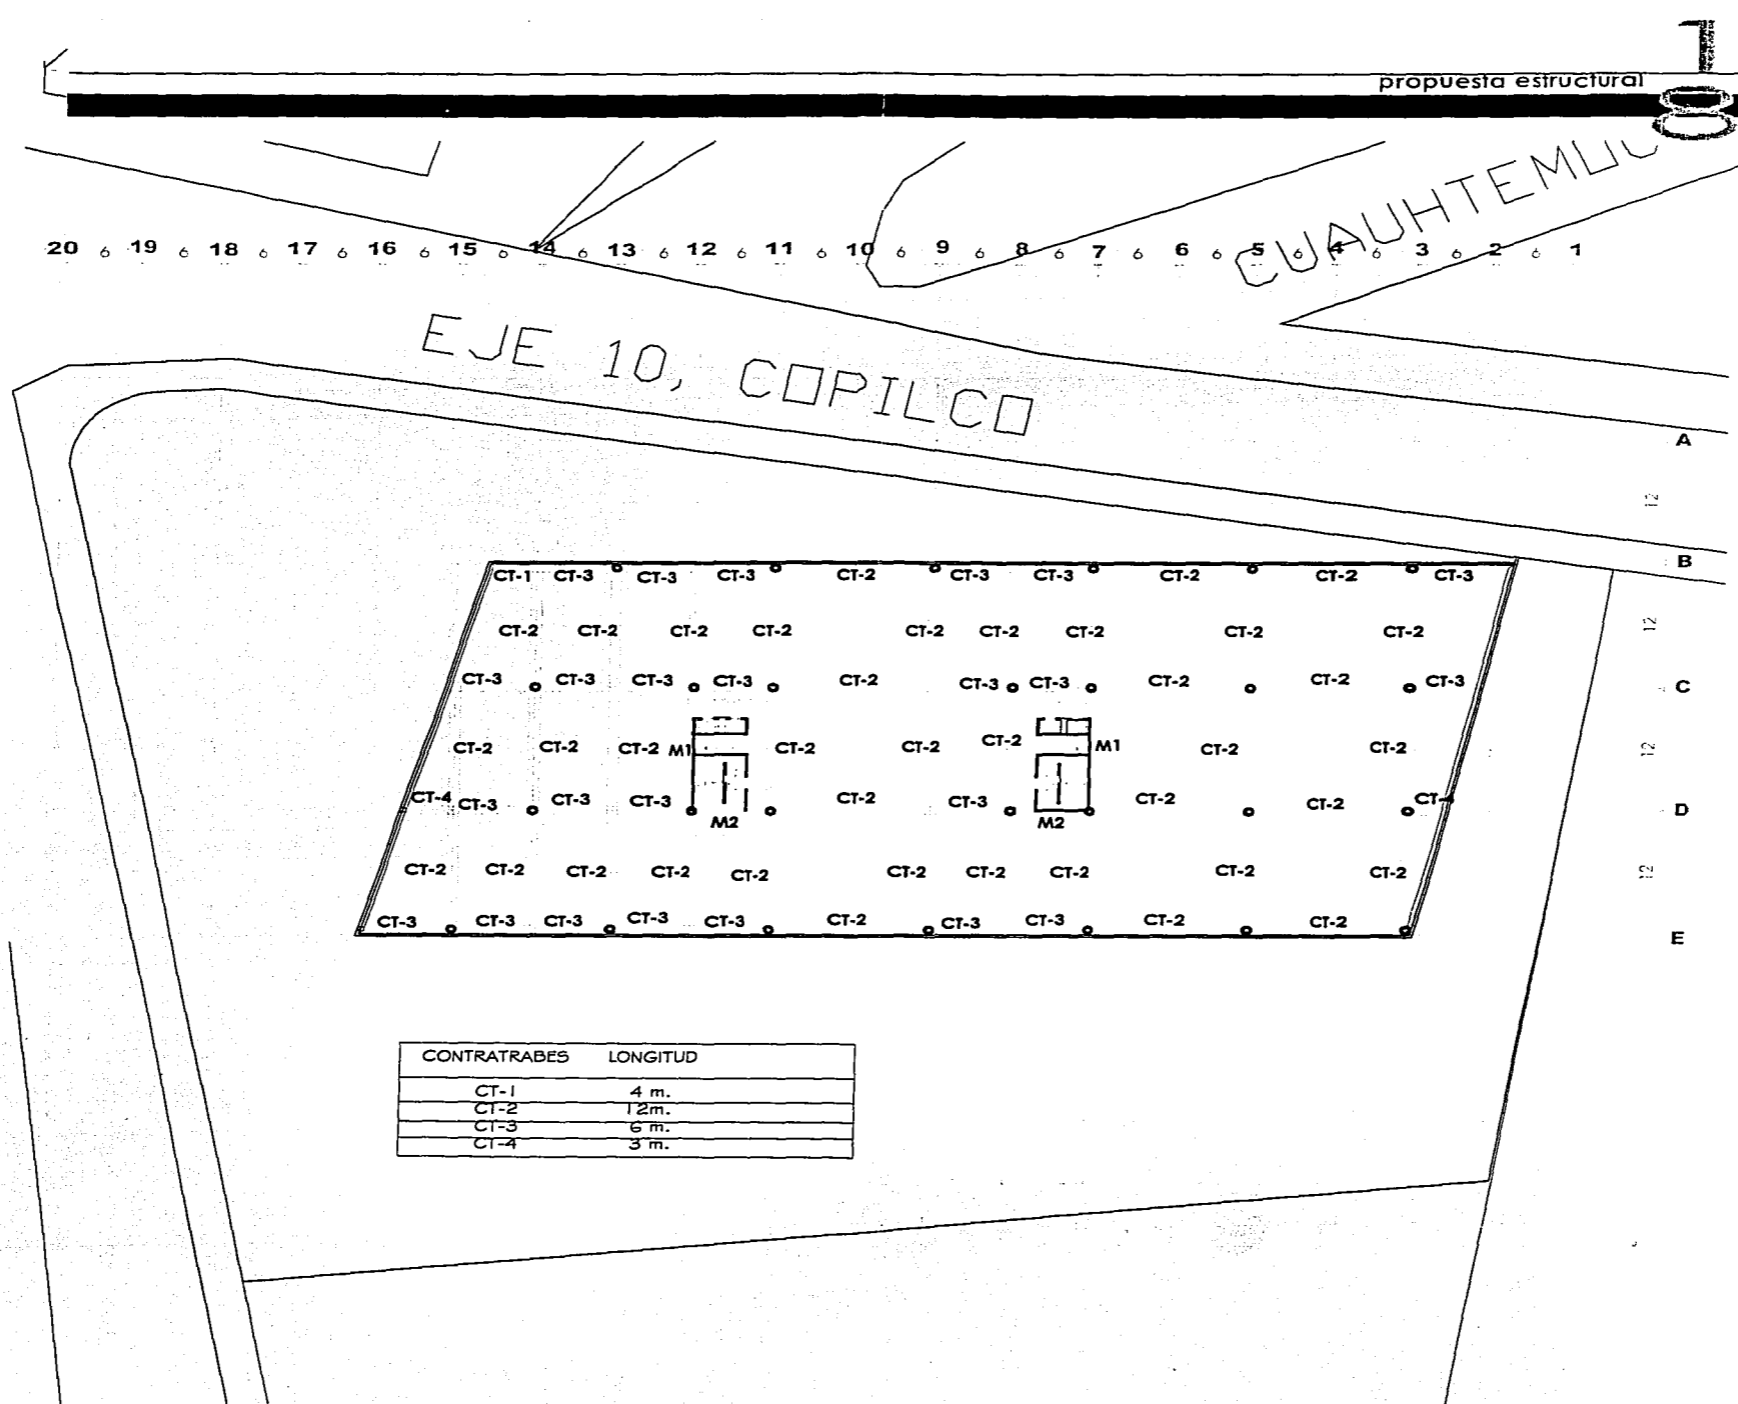 propuesta estructural
CUAUHTEMOC
20 6 19 6 18 6 17 6 16 6 15 6 14 6 13 6 12 6 11 6 10 6 9 6 8 6 7 6 6 6 5 6 4 6 3 6 2 6 1
EJE 10, COPILCO
A
12
B
CT-1 CT-3 CT-3 CT-3 CT-2 CT-3 CT-3 CT-2 CT-2 CT-3
12
CT-2 CT-2 CT-2 CT-2 CT-2 CT-2 CT-2 CT-2 CT-2
CT-3 CT-3 CT-3 CT-3 CT-2 CT-3 CT-3 CT-2 CT-2 CT-3
C
CT-2 CT-2 CT-2 M1 CT-2 CT-2 CT-2 M1 CT-2 CT-2
12
CT-4 CT-3 CT-3 CT-3 CT-2 CT-3 CT-2 CT-2 CT-4
D
M2 M2
CT-2 CT-2 CT-2 CT-2 CT-2 CT-2 CT-2 CT-2 CT-2 CT-2
12
CT-3 CT-3 CT-3 CT-3 CT-3 CT-2 CT-3 CT-3 CT-2 CT-2
E
CONTRATRABES LONGITUD
CT-1 4 m.
CT-2 12m.
CT-3 6 m.
CT-4 3 m.